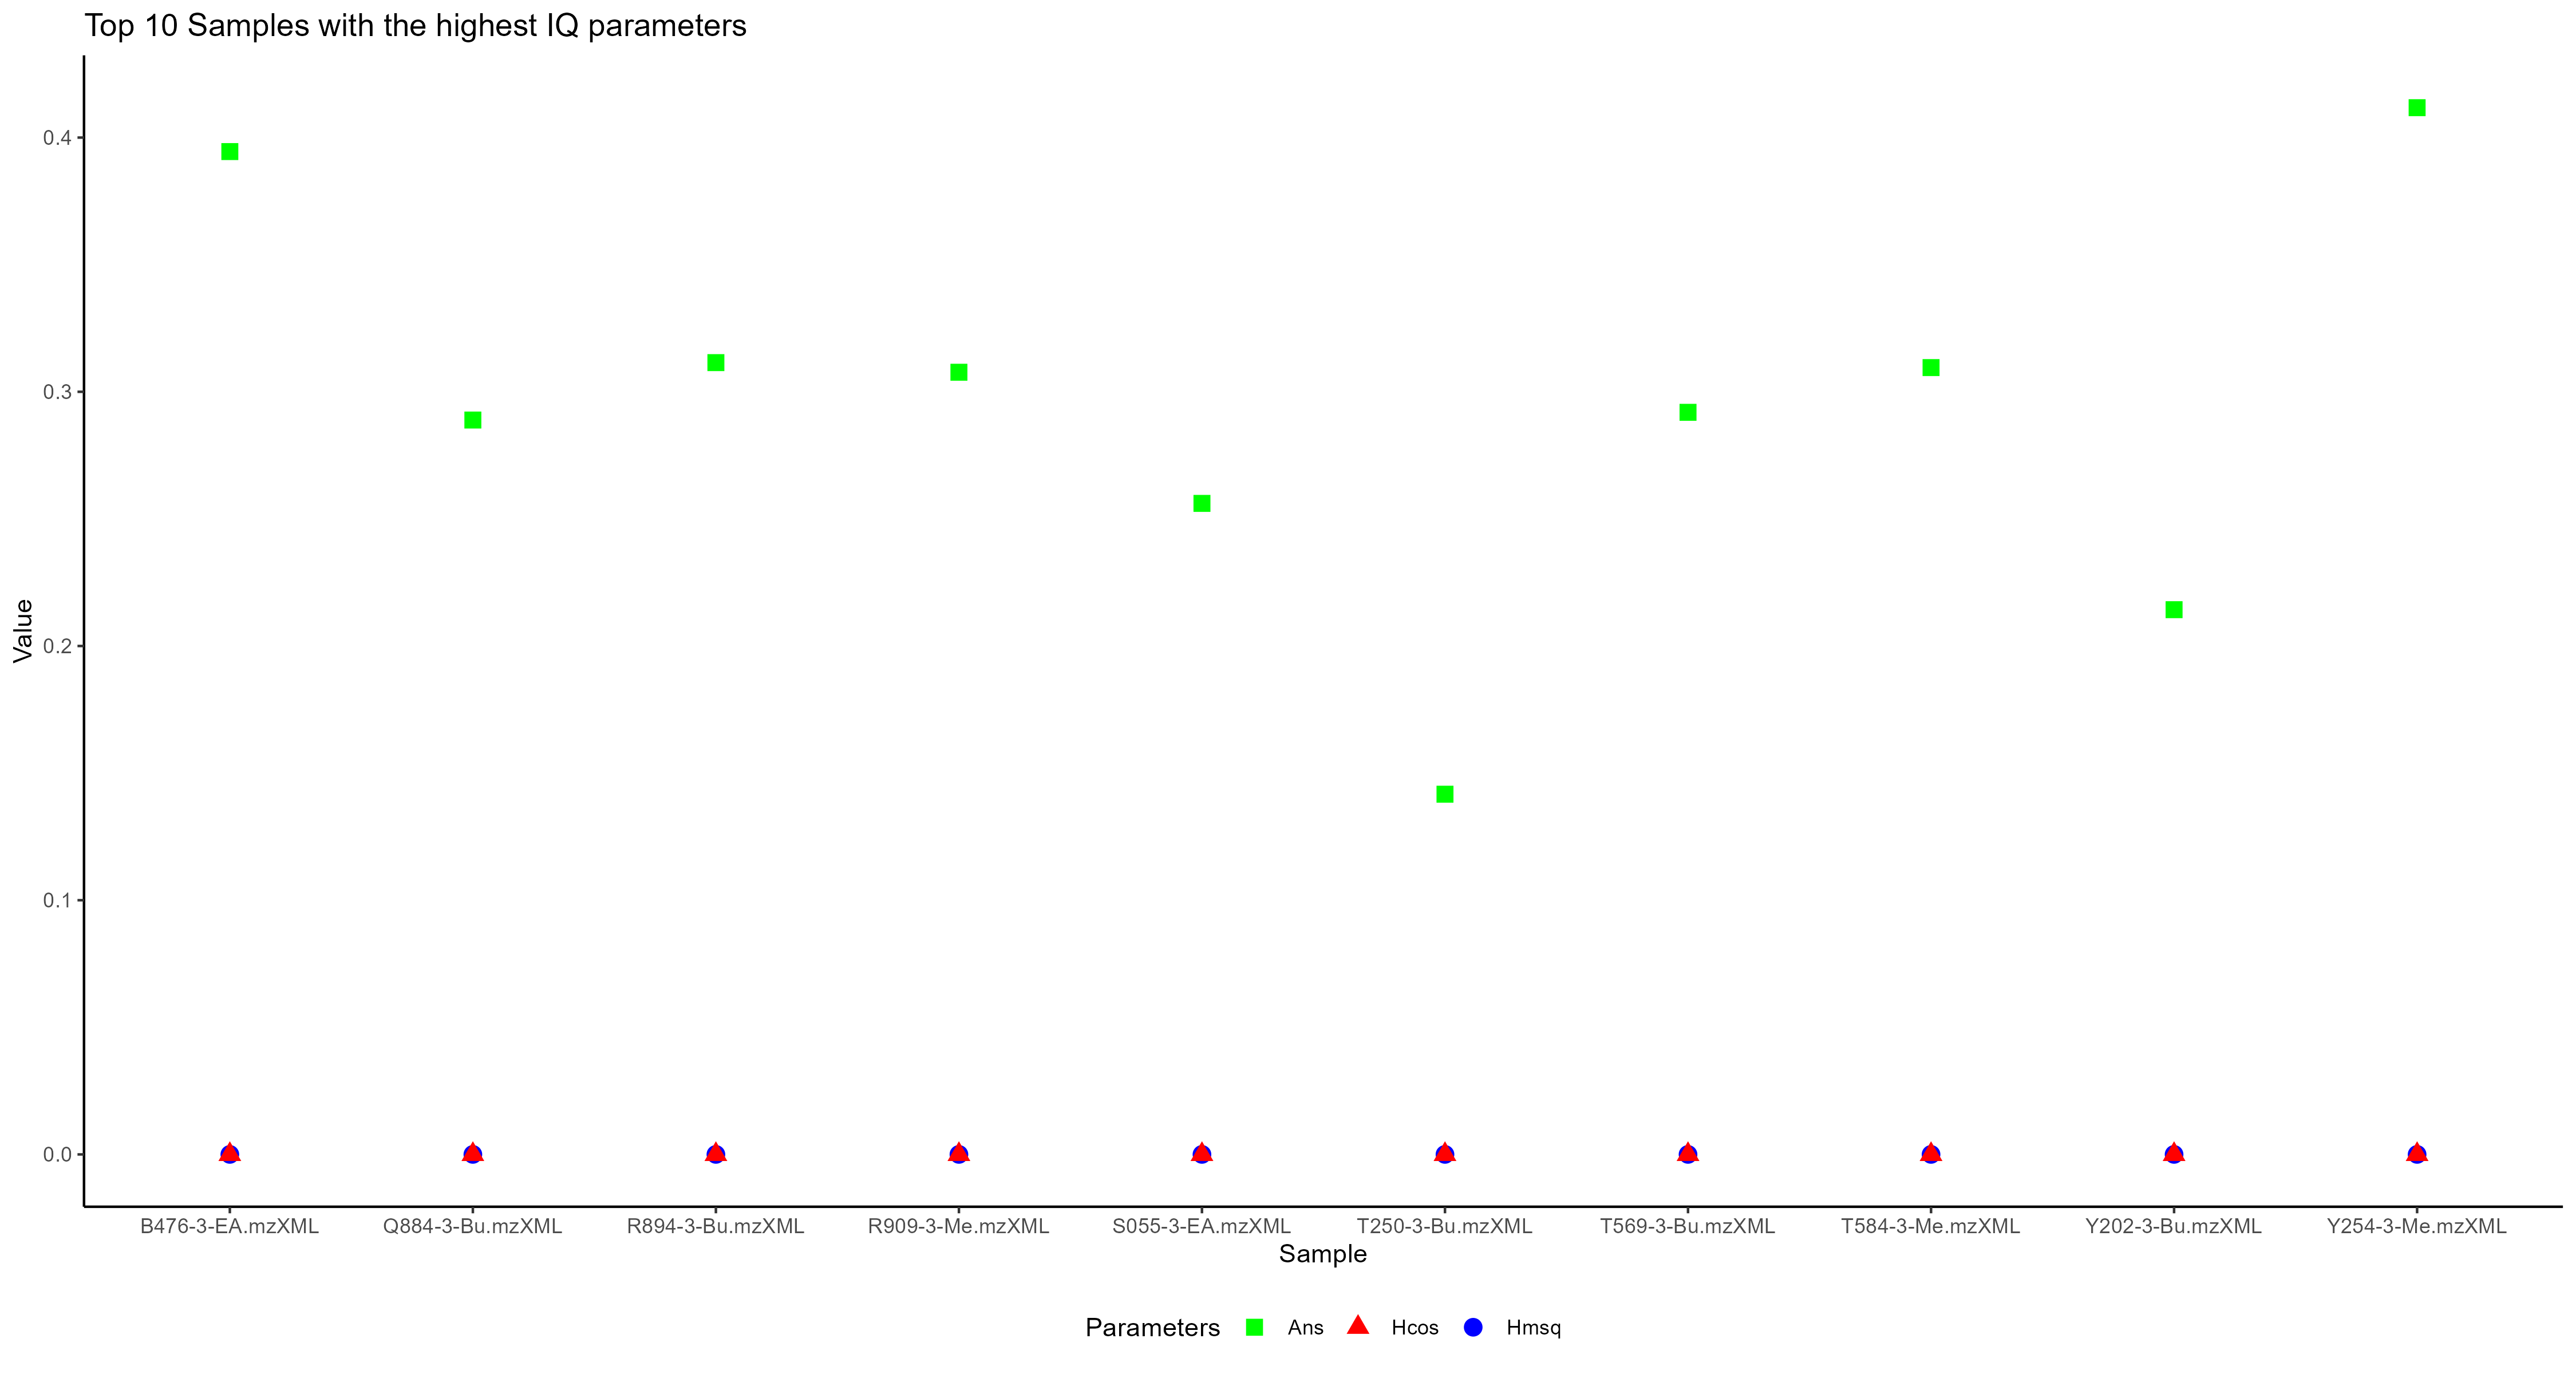 Top 10 Samples with the highest IQ parameters
Value
0.4
0.3
0.2
0.1
0.0
B476-3-EA.mzXML Q884-3-Bu.mzXML R894-3-Bu.mzXML R909-3-Me.mzXML S055-3-EA.mzXML T250-3-Bu.mzXML T569-3-Bu.mzXML T584-3-Me.mzXML Y202-3-Bu.mzXML Y254-3-Me.mzXML
Sample
Parameters Ans Hcos Hmsq